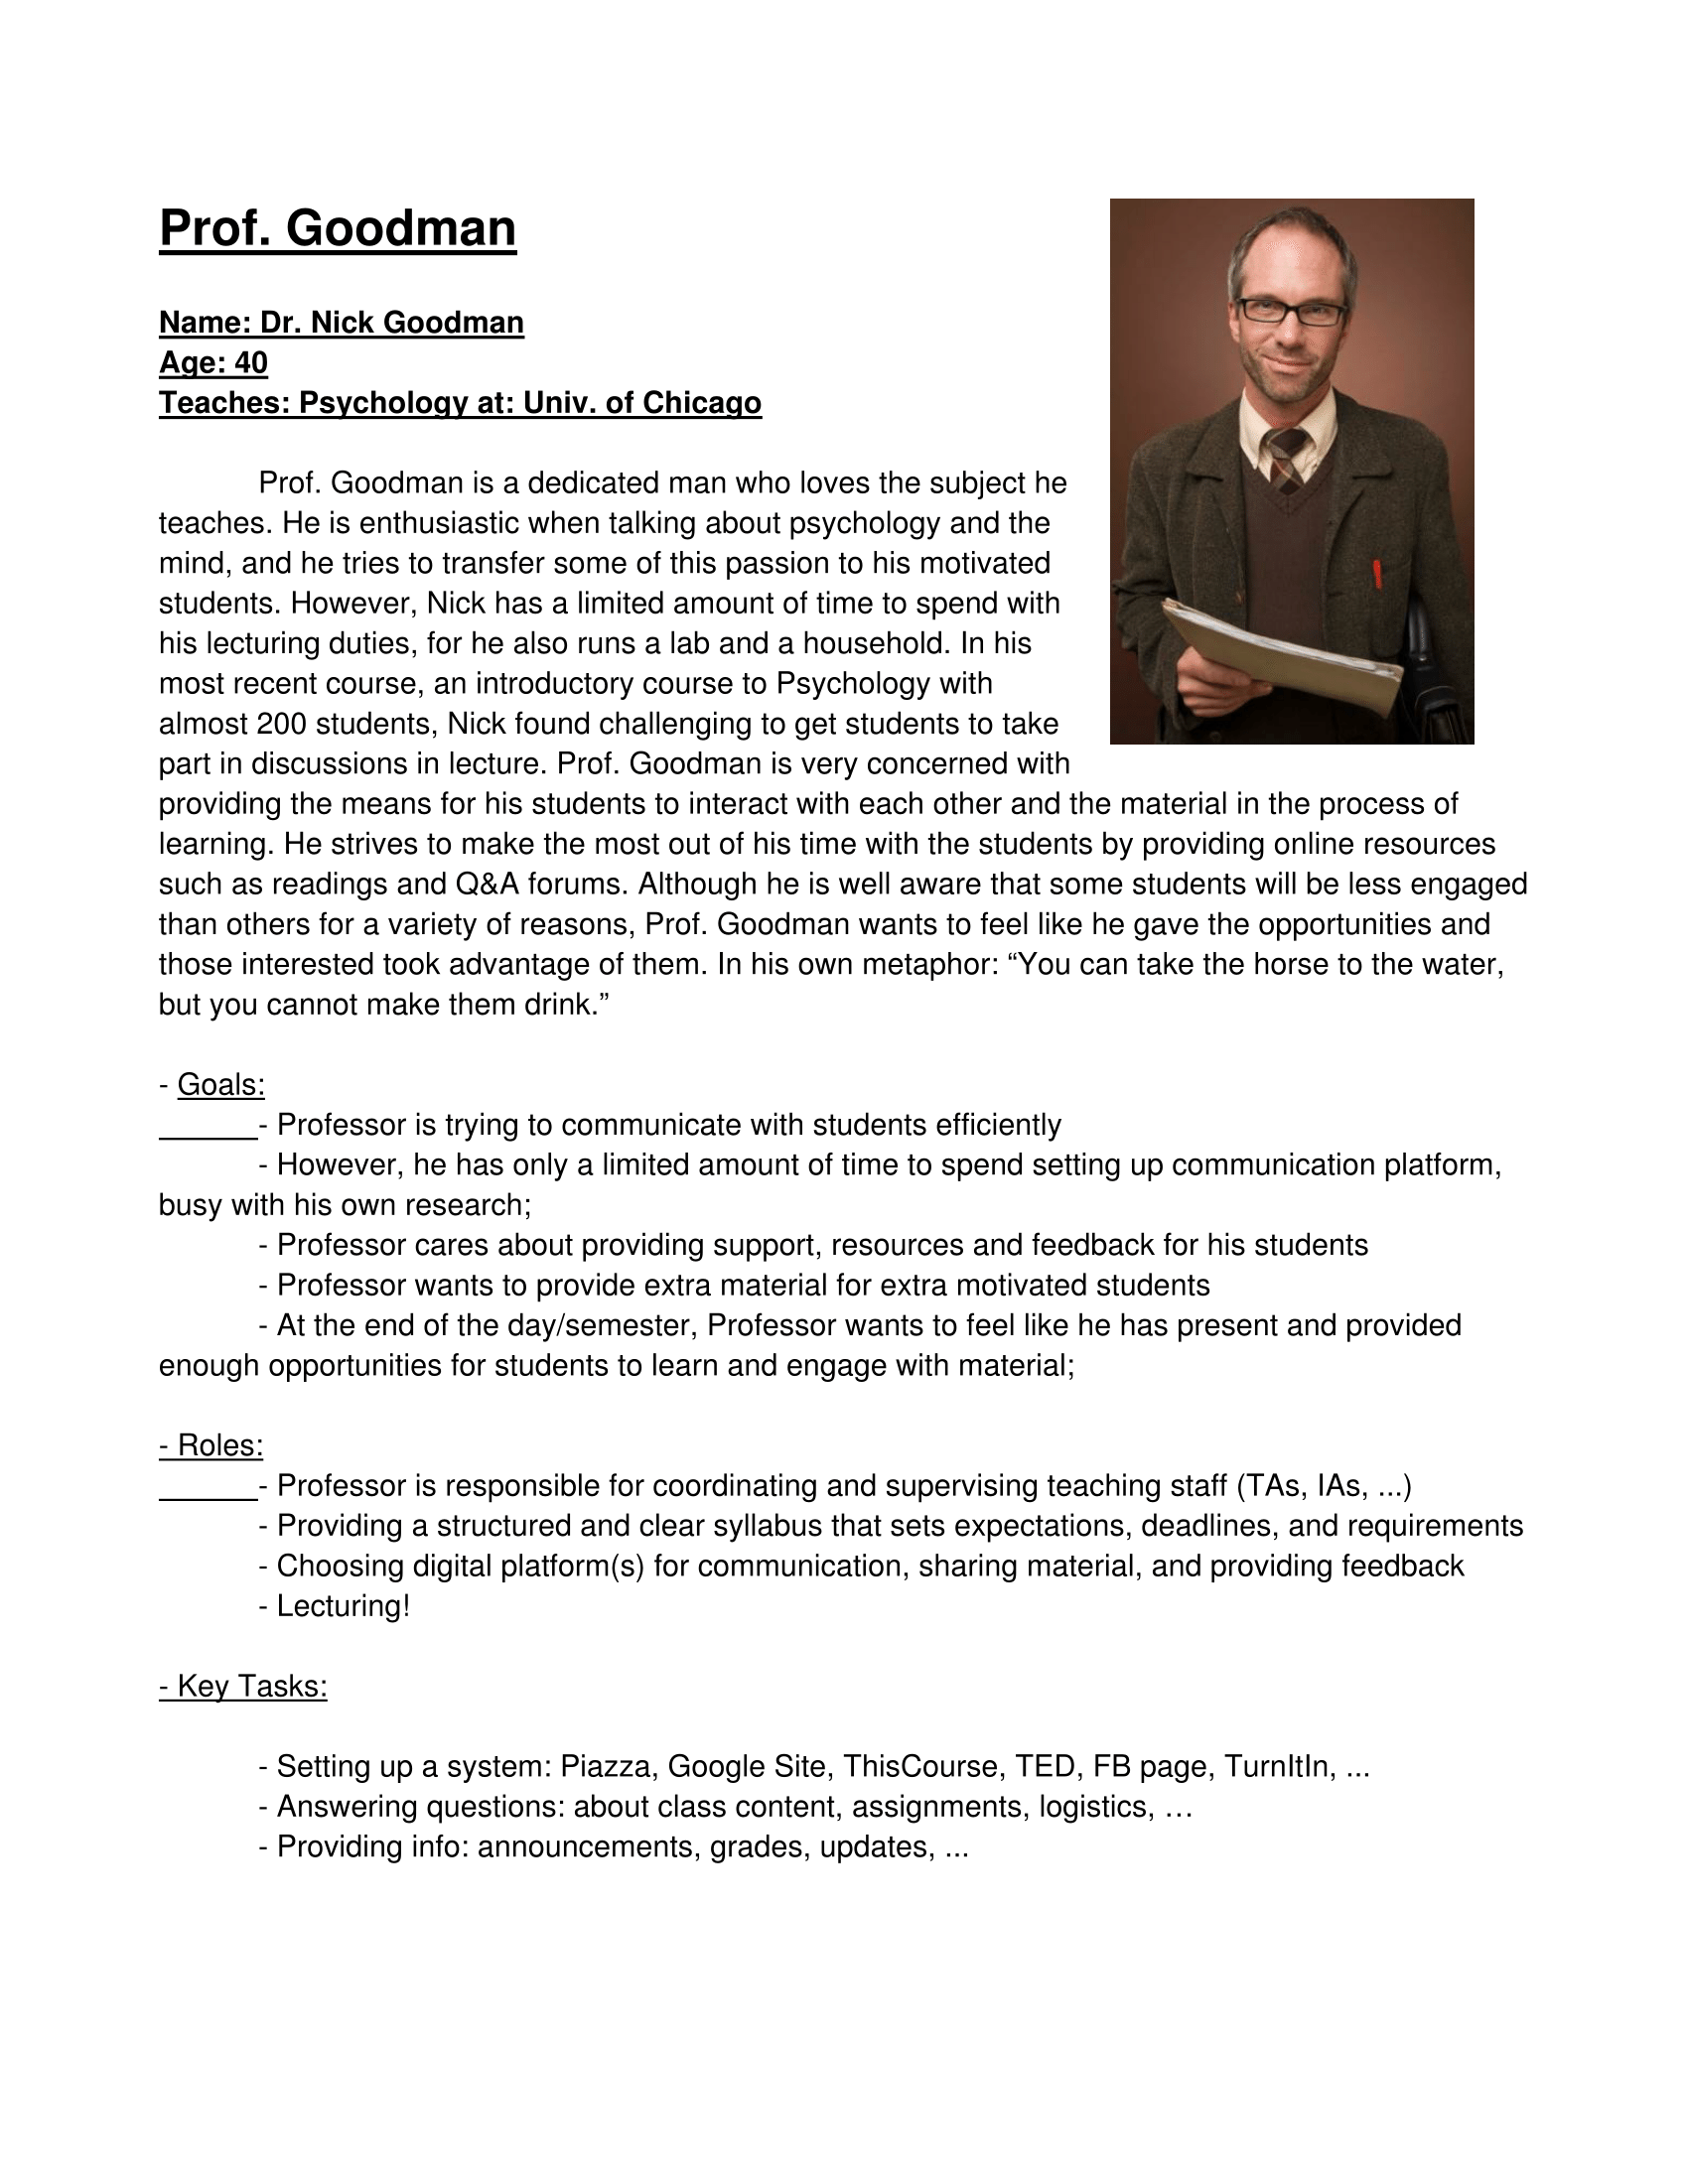 Prof. Goodman
Name: Dr. Nick Goodman
Age: 40
Teaches: Psychology at: Univ. of Chicago
Prof. Goodman is a dedicated man who loves the subject he
teaches. He is enthusiastic when talking about psychology and the
mind, and he tries to transfer some of this passion to his motivated
students. However, Nick has a limited amount of time to spend with
his lecturing duties, for he also runs a lab and a household. In his
most recent course, an introductory course to Psychology with
almost 200 students, Nick found challenging to get students to take
part in discussions in lecture. Prof. Goodman is very concerned with
providing the means for his students to interact with each other and the material in the process of
learning. He strives to make the most out of his time with the students by providing online resources
such as readings and Q&A forums. Although he is well aware that some students will be less engaged
than others for a variety of reasons, Prof. Goodman wants to feel like he gave the opportunities and
those interested took advantage of them. In his own metaphor: “You can take the horse to the water,
but you cannot make them drink.”
- Goals:
- Professor is trying to communicate with students efficiently
- However, he has only a limited amount of time to spend setting up communication platform,
busy with his own research;
- Professor cares about providing support, resources and feedback for his students
- Professor wants to provide extra material for extra motivated students
- At the end of the day/semester, Professor wants to feel like he has present and provided
enough opportunities for students to learn and engage with material;
- Roles:
- Professor is responsible for coordinating and supervising teaching staff (TAs, IAs, ...)
- Providing a structured and clear syllabus that sets expectations, deadlines, and requirements
- Choosing digital platform(s) for communication, sharing material, and providing feedback
- Lecturing!
- Key Tasks:
- Setting up a system: Piazza, Google Site, ThisCourse, TED, FB page, TurnItIn, ...
- Answering questions: about class content, assignments, logistics, …
- Providing info: announcements, grades, updates, ...